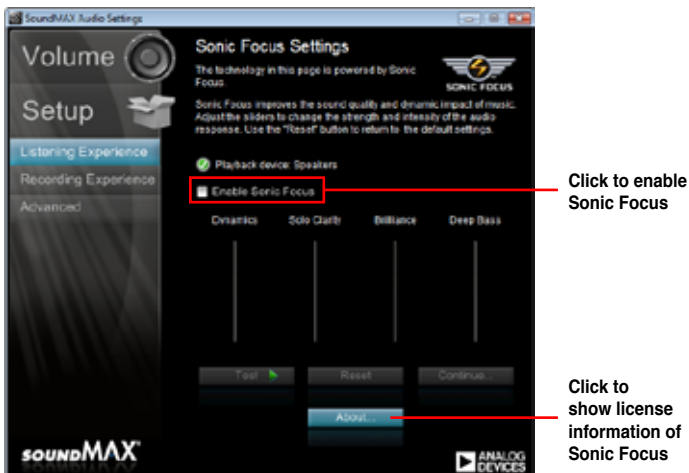 SoundMAX Audio Settings
Volume
Setup
Listening Experience
Recording Experience
Advanced
Sonic Focus Settings
The technology in this page is powered by Sonic
Focus.
SONIC FOCUS
Sonic Focus improves the sound quality and dynamic impact of music.
Adjust the sliders to change the strength and intensity of the audio
response. Use the "Reset" button to return to the default settings.
Playback device: Speakers
Enable Sonic Focus
Dynamics Solo Clarity Brilliance Deep Bass
Test Reset Continue...
About...
SOUNDMAX
ANALOG
DEVICES
Click to enable
Sonic Focus
Click to
show license
information of
Sonic Focus